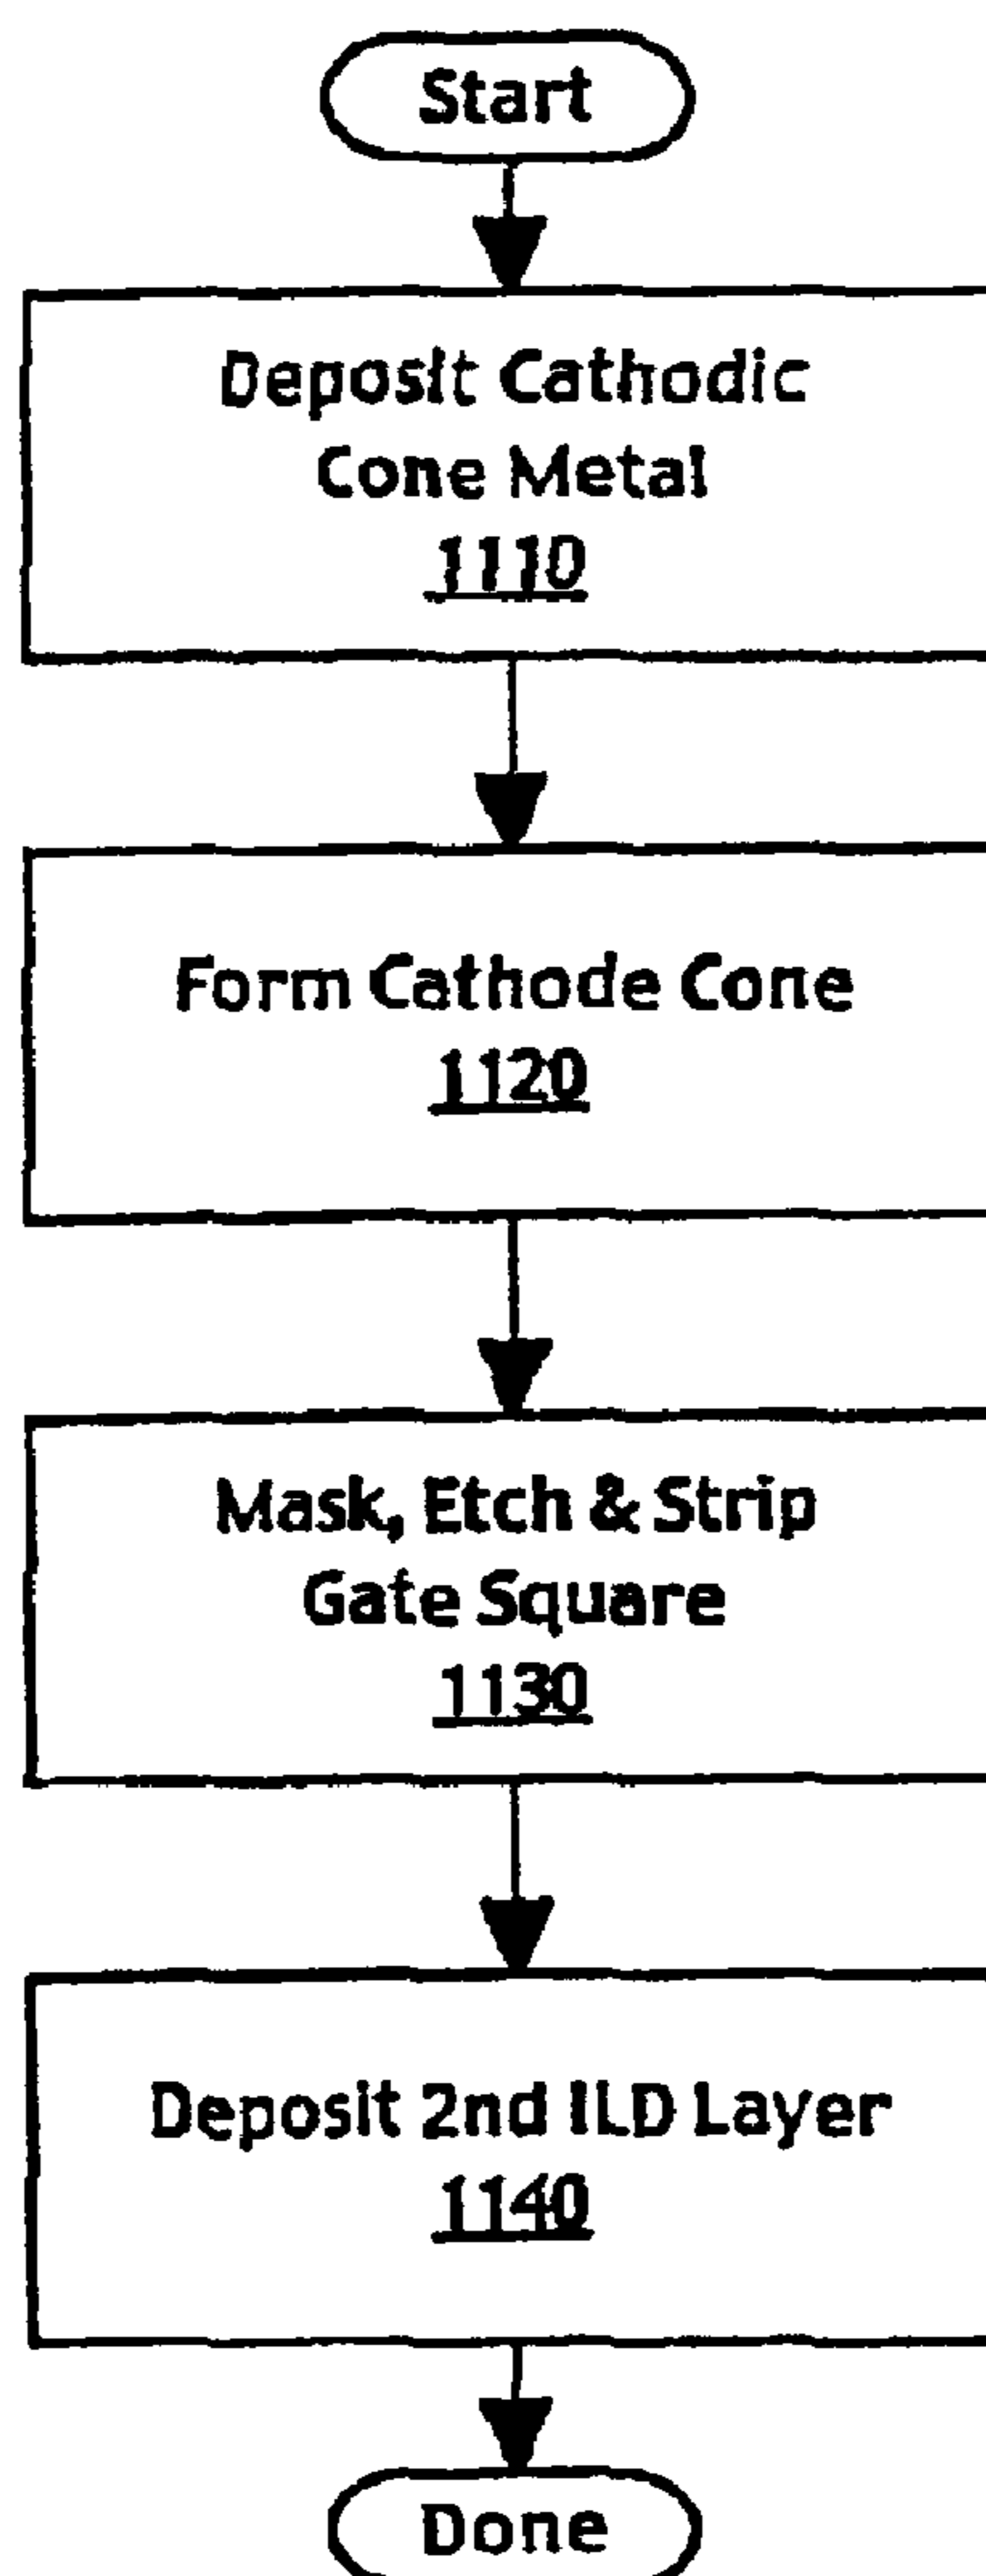 Start
Deposit Cathodic
Cone Metal
1110
Form Cathode Cone
1120
Mask, Etch & Strip
Gate Square
1130
Deposit 2nd ILD Layer
1140
Done